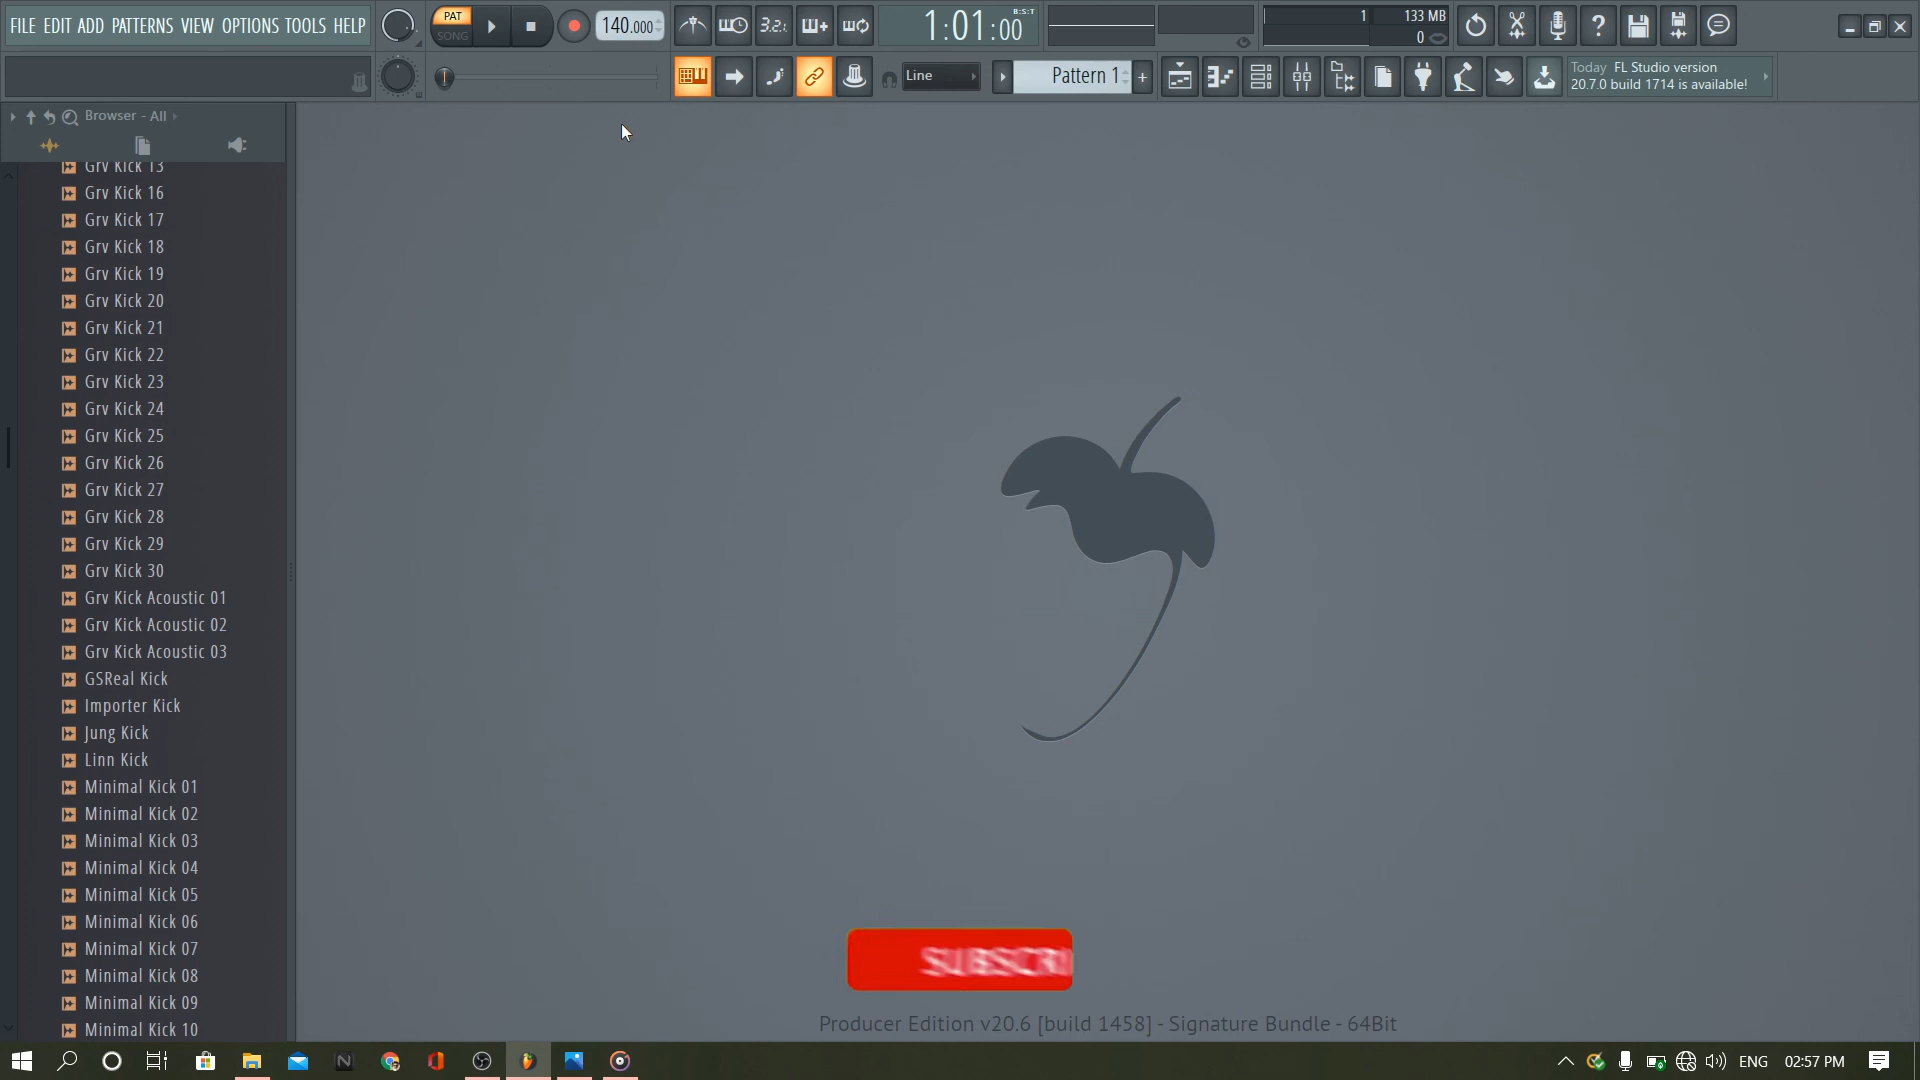 FILE EDIT ADD PATTERNS VIEW OPTIONS TOOLS HELP
PAT
SONG
140.000
3.2.1
1:01:00
B:S:T
1
133 MB
0
Line
Pattern 1
+
Today FL Studio version
20.7.0 build 1714 is available!
Browser - All
Grv Kick 13
Grv Kick 16
Grv Kick 17
Grv Kick 18
Grv Kick 19
Grv Kick 20
Grv Kick 21
Grv Kick 22
Grv Kick 23
Grv Kick 24
Grv Kick 25
Grv Kick 26
Grv Kick 27
Grv Kick 28
Grv Kick 29
Grv Kick 30
Grv Kick Acoustic 01
Grv Kick Acoustic 02
Grv Kick Acoustic 03
GSReal Kick
Importer Kick
Jung Kick
Linn Kick
Minimal Kick 01
Minimal Kick 02
Minimal Kick 03
Minimal Kick 04
Minimal Kick 05
Minimal Kick 06
Minimal Kick 07
Minimal Kick 08
Minimal Kick 09
Minimal Kick 10
SUBSCRI
Producer Edition v20.6 [build 1458] - Signature Bundle - 64Bit
ENG
02:57 PM